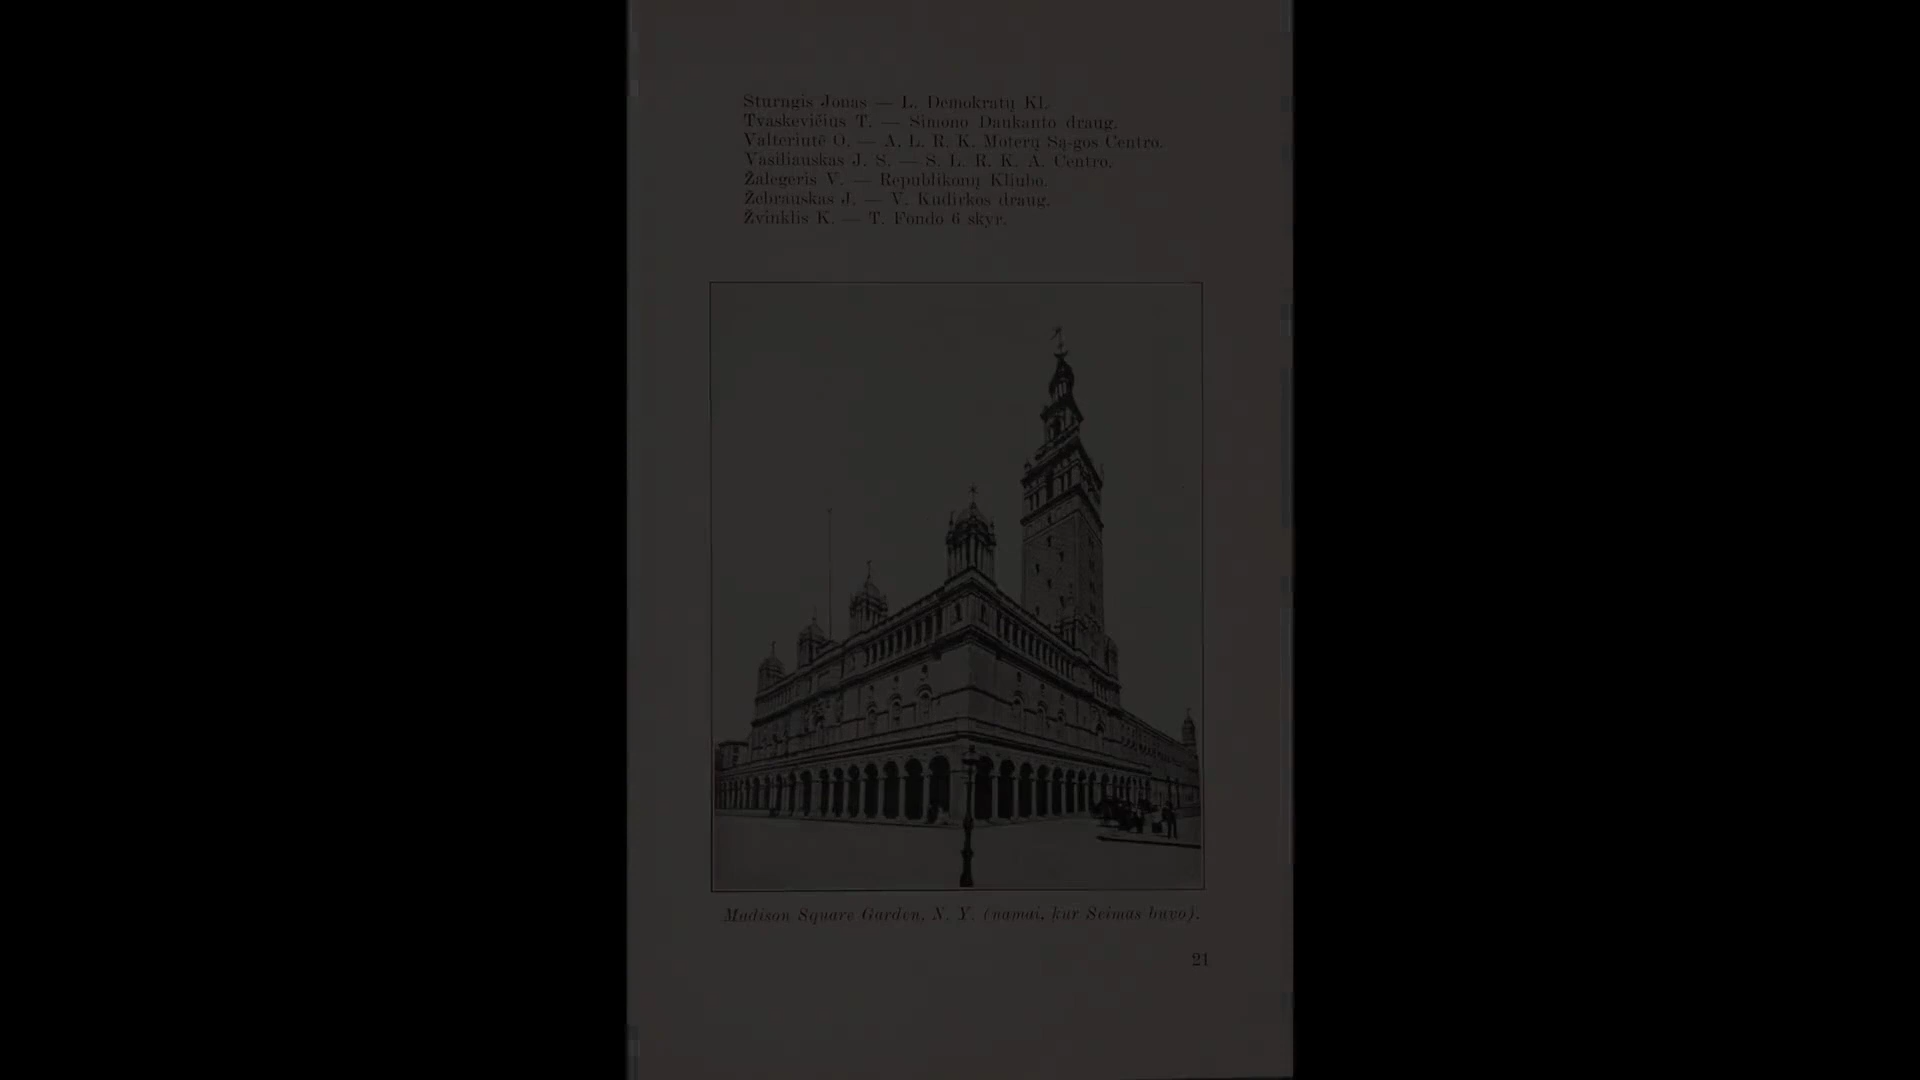 Sturngis Jonas — L. Demokratų Kl.
Tvaskevičius T. — Simono Daukanto draug.
Valteriutė O. — A. L. R. K. Moterų Są-gos Centro.
Vasiliauskas J. S. — S. L. R. K. A. Centro.
Žalegeris V. — Republikonų Kliubo.
Žebrauskas J. — V. Kudirkos draug.
Žvinklis K. — T. Fondo 6 skyr.
Madison Square Garden, N. Y. (namai, kur Seimas buvo).
21